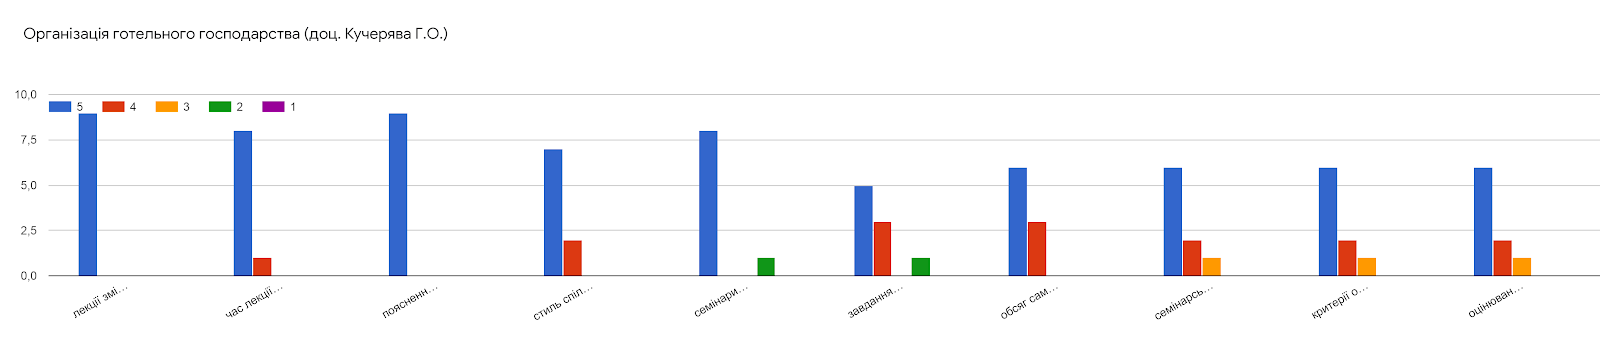 Організація готельного господарства (доц. Кучерява Г.О.)
10,0
5 4 3 2 1
7,5
5,0
2,5
0,0
лекції змі…
час лекції…
поясненн…
стиль спіл…
семінари…
завдання…
обсяг сам…
семінарсь…
критерії о…
оцінюван…